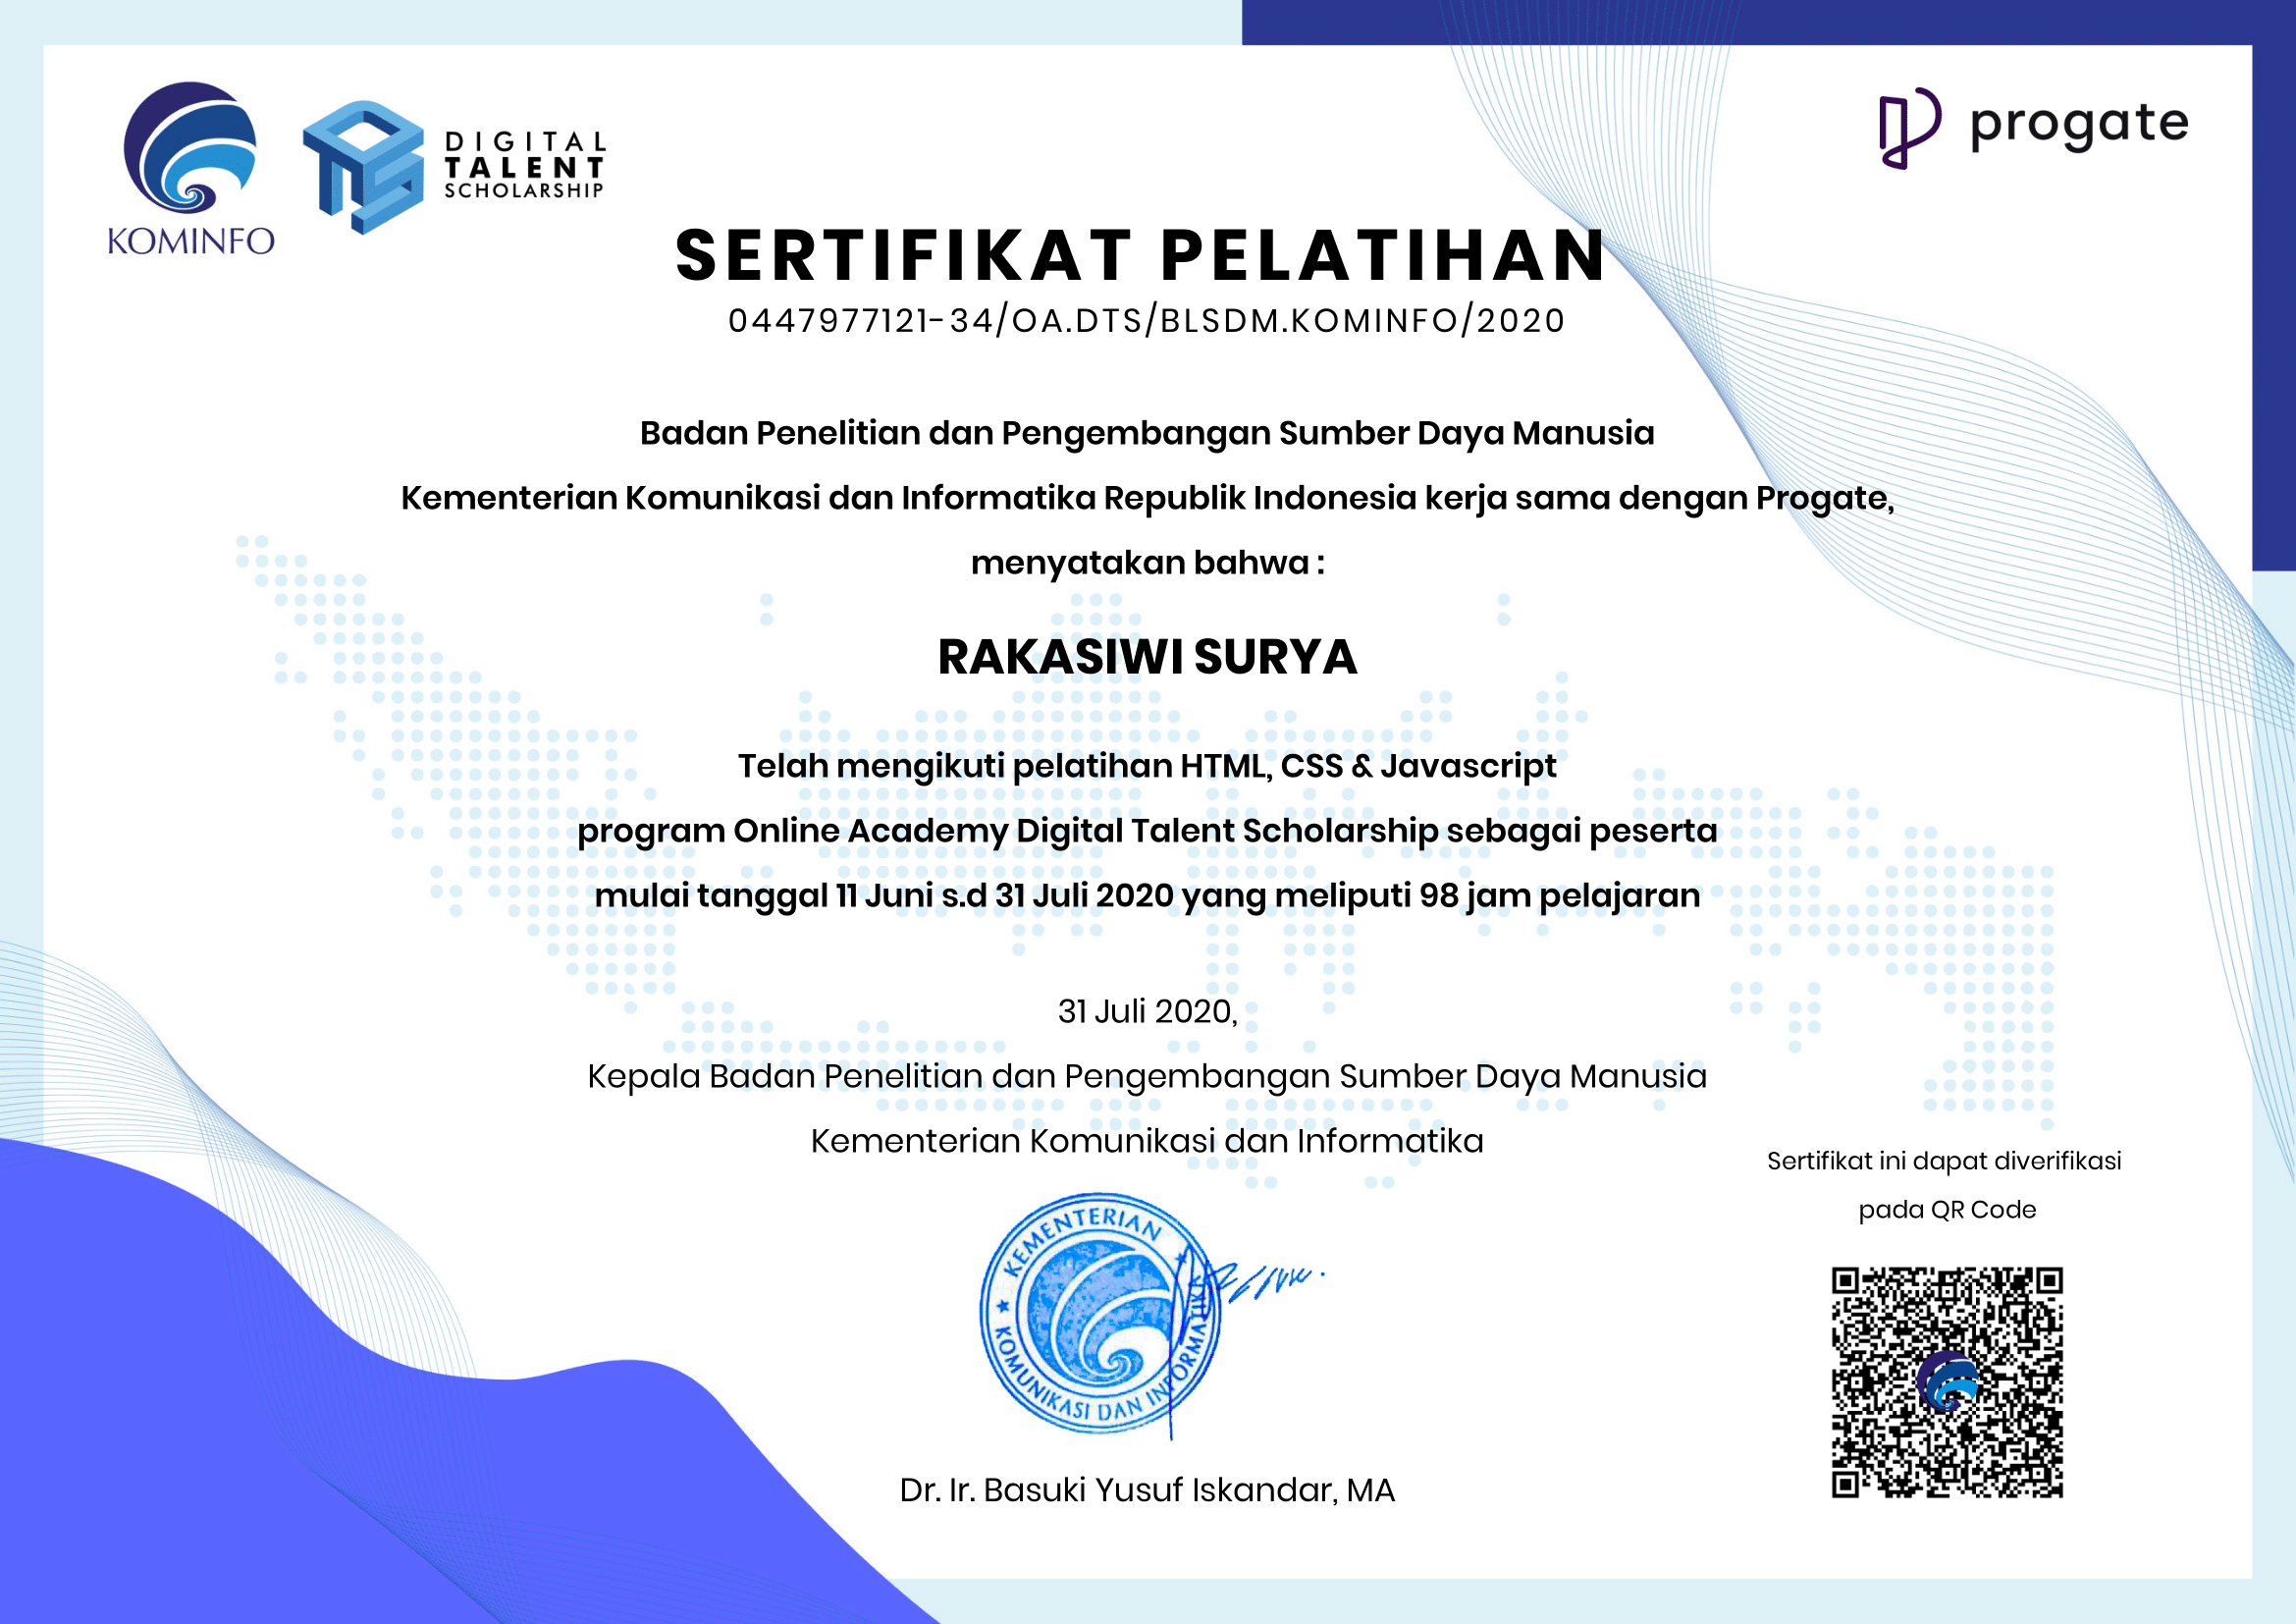 KOMINFO
DIGITAL
TALENT
SCHOLARSHIP
progate
SERTIFIKAT PELATIHAN
0447977121-34/OA.DTS/BLSDM.KOMINFO/2020
Badan Penelitian dan Pengembangan Sumber Daya Manusia
Kementerian Komunikasi dan Informatika Republik Indonesia kerja sama dengan Progate,
menyatakan bahwa :
RAKASIWI SURYA
Telah mengikuti pelatihan HTML, CSS & Javascript
program Online Academy Digital Talent Scholarship sebagai peserta
mulai tanggal 11 Juni s.d 31 Juli 2020 yang meliputi 98 jam pelajaran
31 Juli 2020,
Kepala Badan Penelitian dan Pengembangan Sumber Daya Manusia
Kementerian Komunikasi dan Informatika
KEMENTERIAN
KOMUNIKASI DAN INFORMATIKA
Dr. Ir. Basuki Yusuf Iskandar, MA
Sertifikat ini dapat diverifikasi
pada QR Code